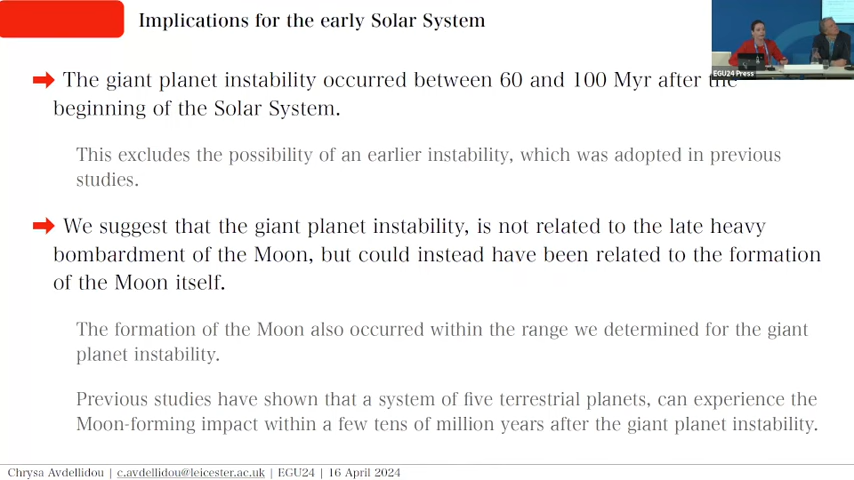 Implications for the early Solar System
EGU24 Press
The giant planet instability occurred between 60 and 100 Myr after the
beginning of the Solar System.
This excludes the possibility of an earlier instability, which was adopted in previous
studies.
We suggest that the giant planet instability, is not related to the late heavy
bombardment of the Moon, but could instead have been related to the formation
of the Moon itself.
The formation of the Moon also occurred within the range we determined for the giant
planet instability.
Previous studies have shown that a system of five terrestrial planets, can experience the
Moon-forming impact within a few tens of million years after the giant planet instability.
Chrysa Avdellidou | c.avdellidou@leicester.ac.uk | EGU24 | 16 April 2024